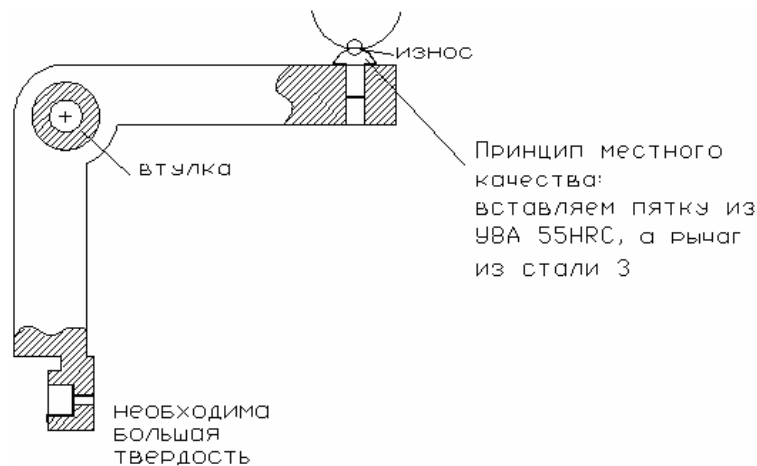 износ
втулка
Принцип местного
качества:
вставляем пятку из
У8А 55HRC, а рычаг
из стали 3
необходима
большая
твердость